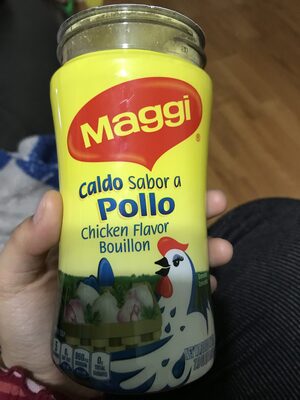 Maggi
®
Caldo Sabor a
Pollo
Chicken Flavor
Bouillon